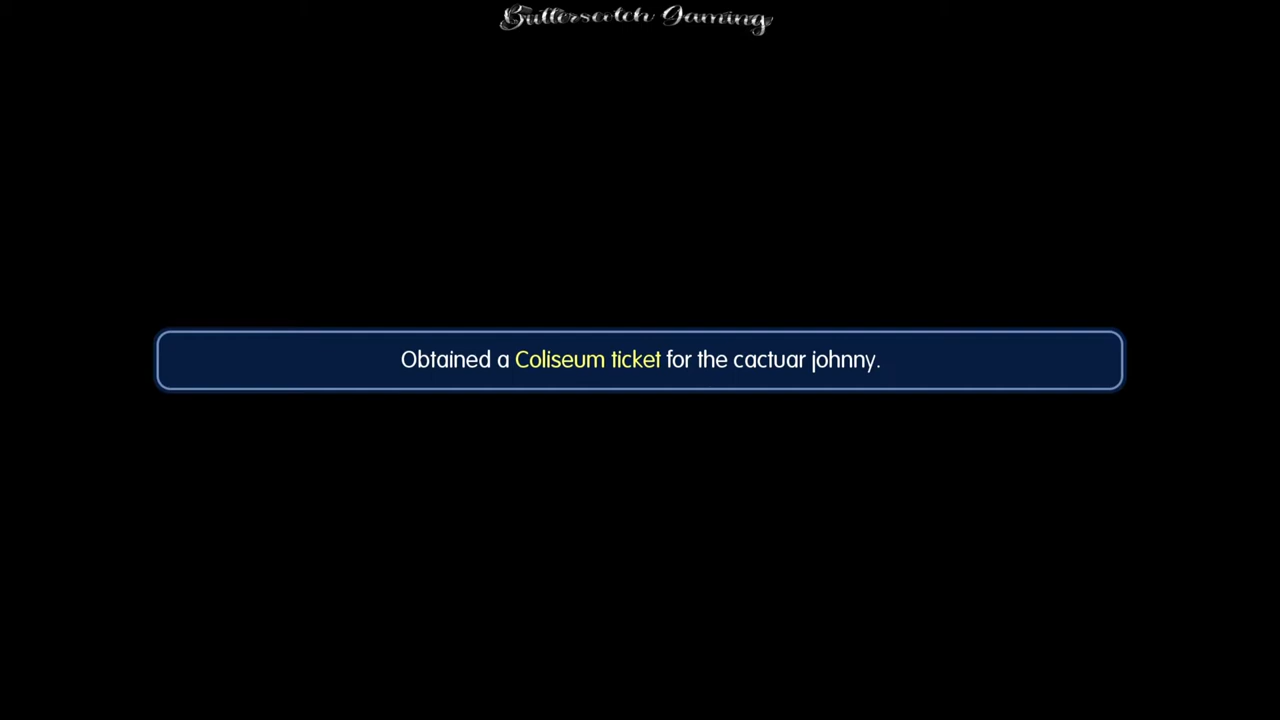 Butterscotch Gaming
Obtained a Coliseum ticket for the cactuar johnny.